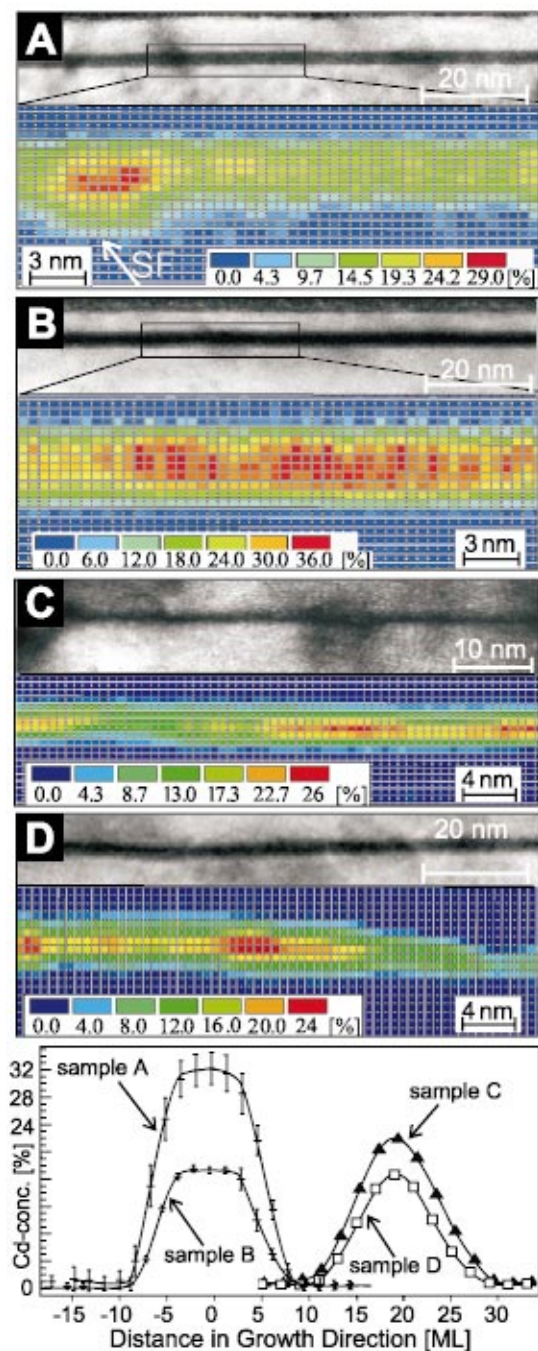 A
20 nm
3 nm
SF
0.0 4.3 9.7 14.5 19.3 24.2 29.0 [%]
B
20 nm
0.0 6.0 12.0 18.0 24.0 30.0 36.0 [%]
3 nm
C
10 nm
0.0 4.3 8.7 13.0 17.3 22.7 26 [%]
4 nm
D
20 nm
0.0 4.0 8.0 12.0 16.0 20.0 24 [%]
4 nm
Cd-conc. [%]
32
28
24
0
sample A
sample B
sample C
sample D
-15 -10 -5 0 5 10 15 20 25 30
Distance in Growth Direction [ML]